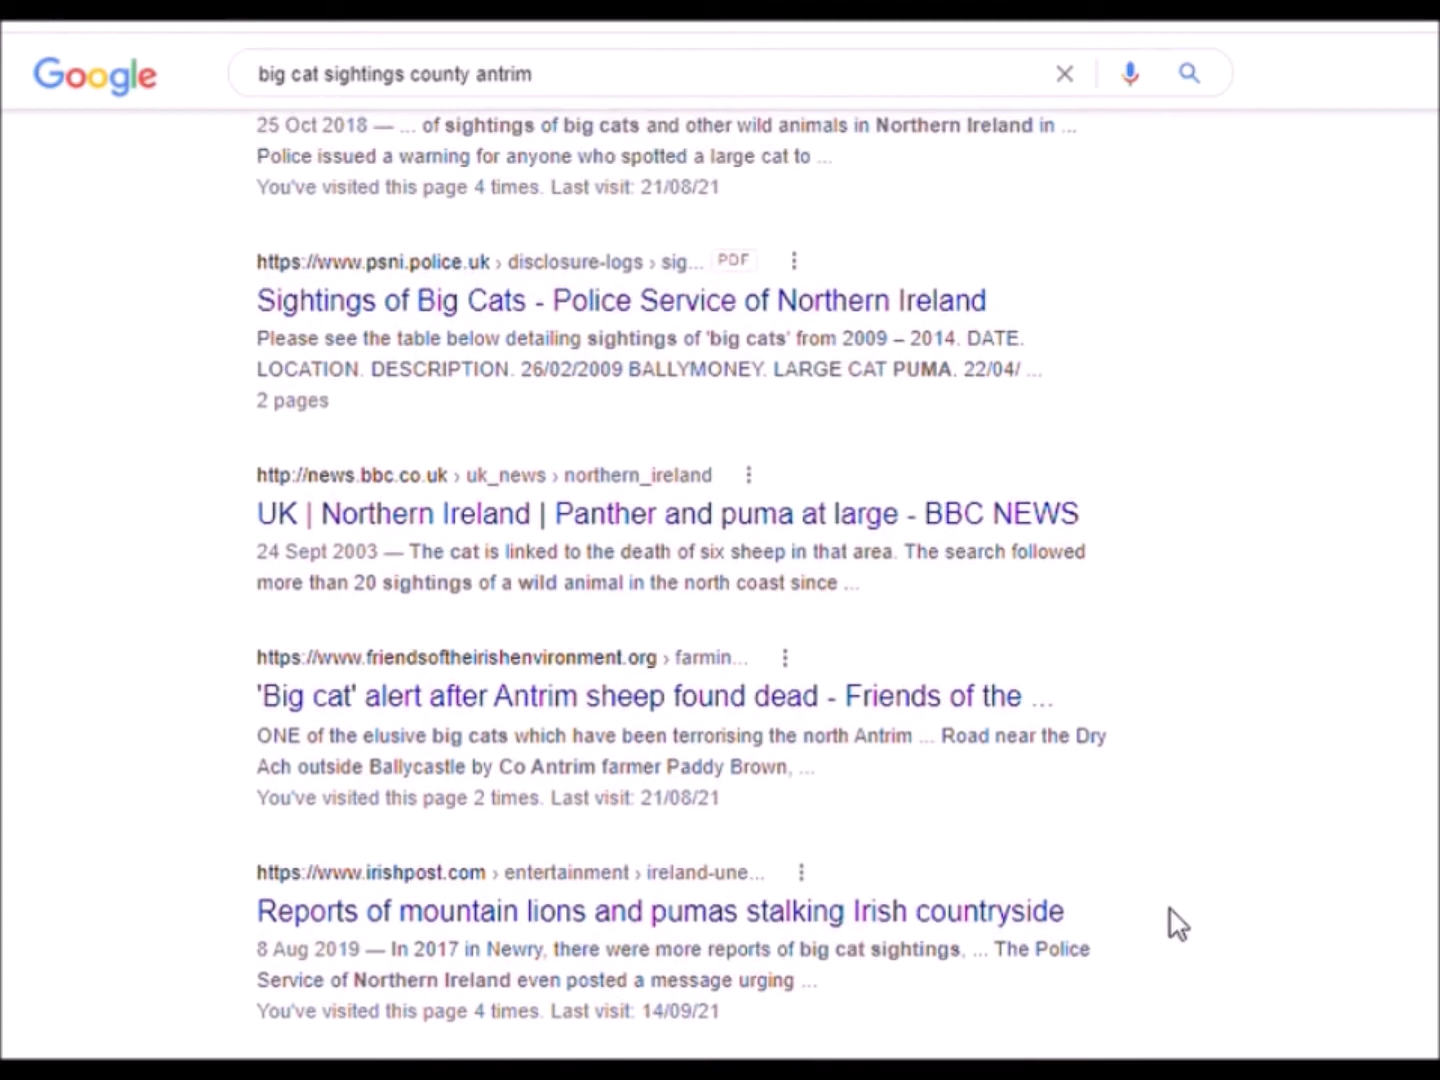 Google
big cat sightings county antrim
25 Oct 2018 — ... of sightings of big cats and other wild animals in Northern Ireland in ...
Police issued a warning for anyone who spotted a large cat to ...
You've visited this page 4 times. Last visit: 21/08/21
https://www.psni.police.uk › disclosure-logs › sig... PDF
Sightings of Big Cats - Police Service of Northern Ireland
Please see the table below detailing sightings of 'big cats' from 2009 – 2014. DATE.
LOCATION. DESCRIPTION. 26/02/2009 BALLYMONEY. LARGE CAT PUMA. 22/04/ ...
2 pages
http://news.bbc.co.uk › uk_news › northern_ireland
UK | Northern Ireland | Panther and puma at large - BBC NEWS
24 Sept 2003 — The cat is linked to the death of six sheep in that area. The search followed
more than 20 sightings of a wild animal in the north coast since ...
https://www.friendsoftheirishenvironment.org › farmin...
'Big cat' alert after Antrim sheep found dead - Friends of the ...
ONE of the elusive big cats which have been terrorising the north Antrim ... Road near the Dry
Ach outside Ballycastle by Co Antrim farmer Paddy Brown, ...
You've visited this page 2 times. Last visit: 21/08/21
https://www.irishpost.com › entertainment › ireland-une...
Reports of mountain lions and pumas stalking Irish countryside
8 Aug 2019 — In 2017 in Newry, there were more reports of big cat sightings, ... The Police
Service of Northern Ireland even posted a message urging ...
You've visited this page 4 times. Last visit: 14/09/21